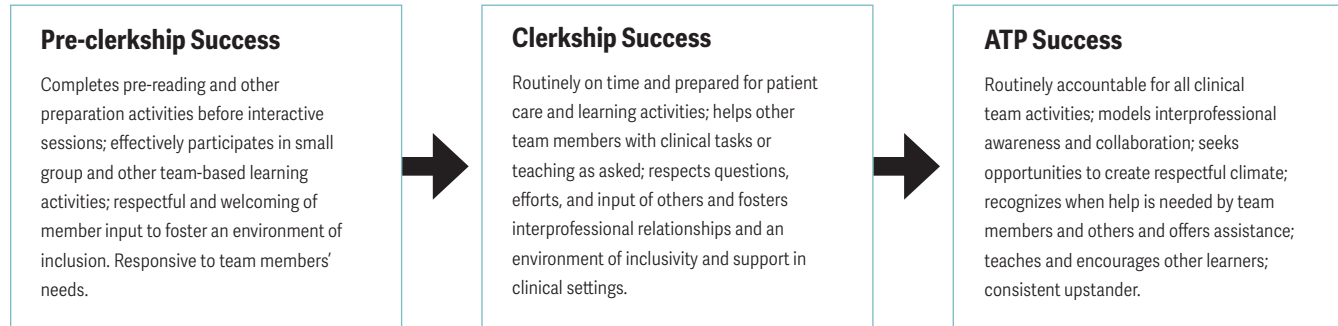 Pre-clerkship Success
Completes pre-reading and other
preparation activities before interactive
sessions; effectively participates in small
group and other team-based learning
activities; respectful and welcoming of
member input to foster an environment of
inclusion. Responsive to team members’
needs.
Clerkship Success
Routinely on time and prepared for patient
care and learning activities; helps other
team members with clinical tasks or
teaching as asked; respects questions,
efforts, and input of others and fosters
interprofessional relationships and an
environment of inclusivity and support in
clinical settings.
ATP Success
Routinely accountable for all clinical
team activities; models interprofessional
awareness and collaboration; seeks
opportunities to create respectful climate;
recognizes when help is needed by team
members and others and offers assistance;
teaches and encourages other learners;
consistent upstander.